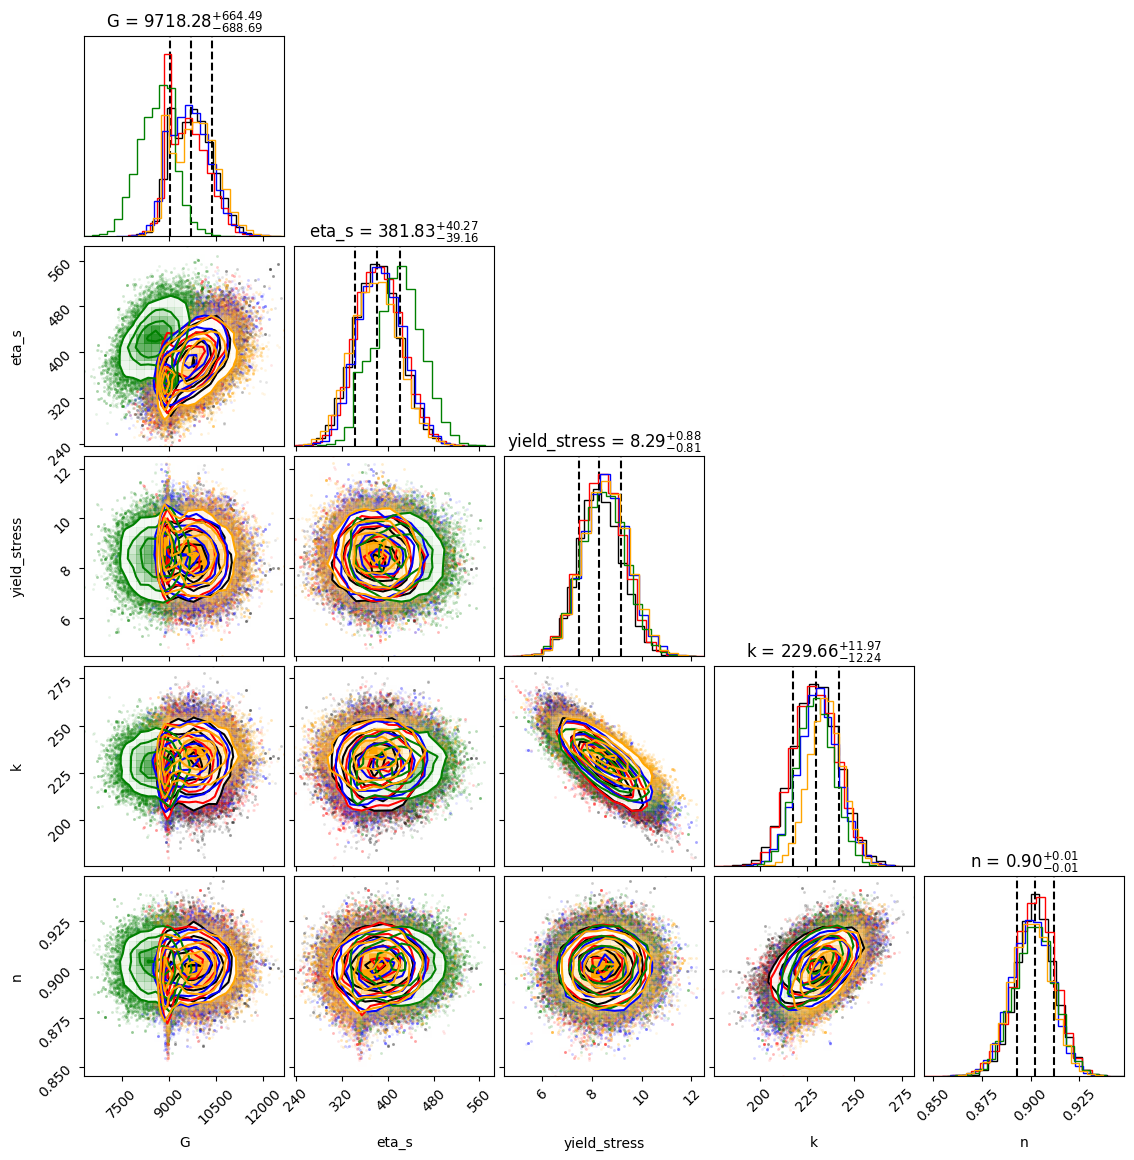 G = 9718.28+664.49−688.69
eta_s = 381.83+40.27−39.16
yield_stress = 8.29+0.88−0.81
k = 229.66+11.97−12.24
n = 0.90+0.01−0.01
eta_s
560
480
400
320
240
yield_stress
12
10
8
6
k
275
250
225
200
n
0.925
0.900
0.875
0.850
7500 9000 10500 12000
240 320 400 480 560
6 8 10 12
200 225 250 275
0.850 0.875 0.900 0.925
G eta_s yield_stress k n